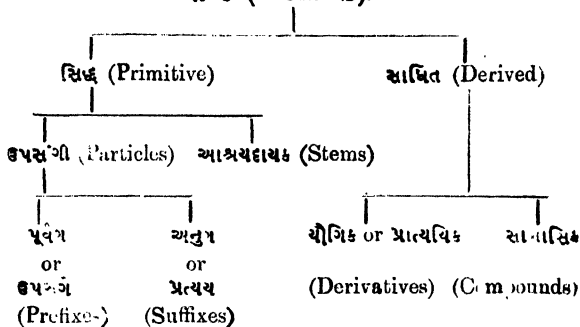 સિદ્ધ (Primitive) સાધિત (Derived)
ઉપસંગી (Particles) આશ્રયદાયક (Stems)
પૂર્વગ અનુગ યૌગિક or પ્રાત્યયિક સામાસિક
or or
ઉપસર્ગ પ્રત્યય (Derivatives) (Compounds)
(Prefixes) (Suffixes)